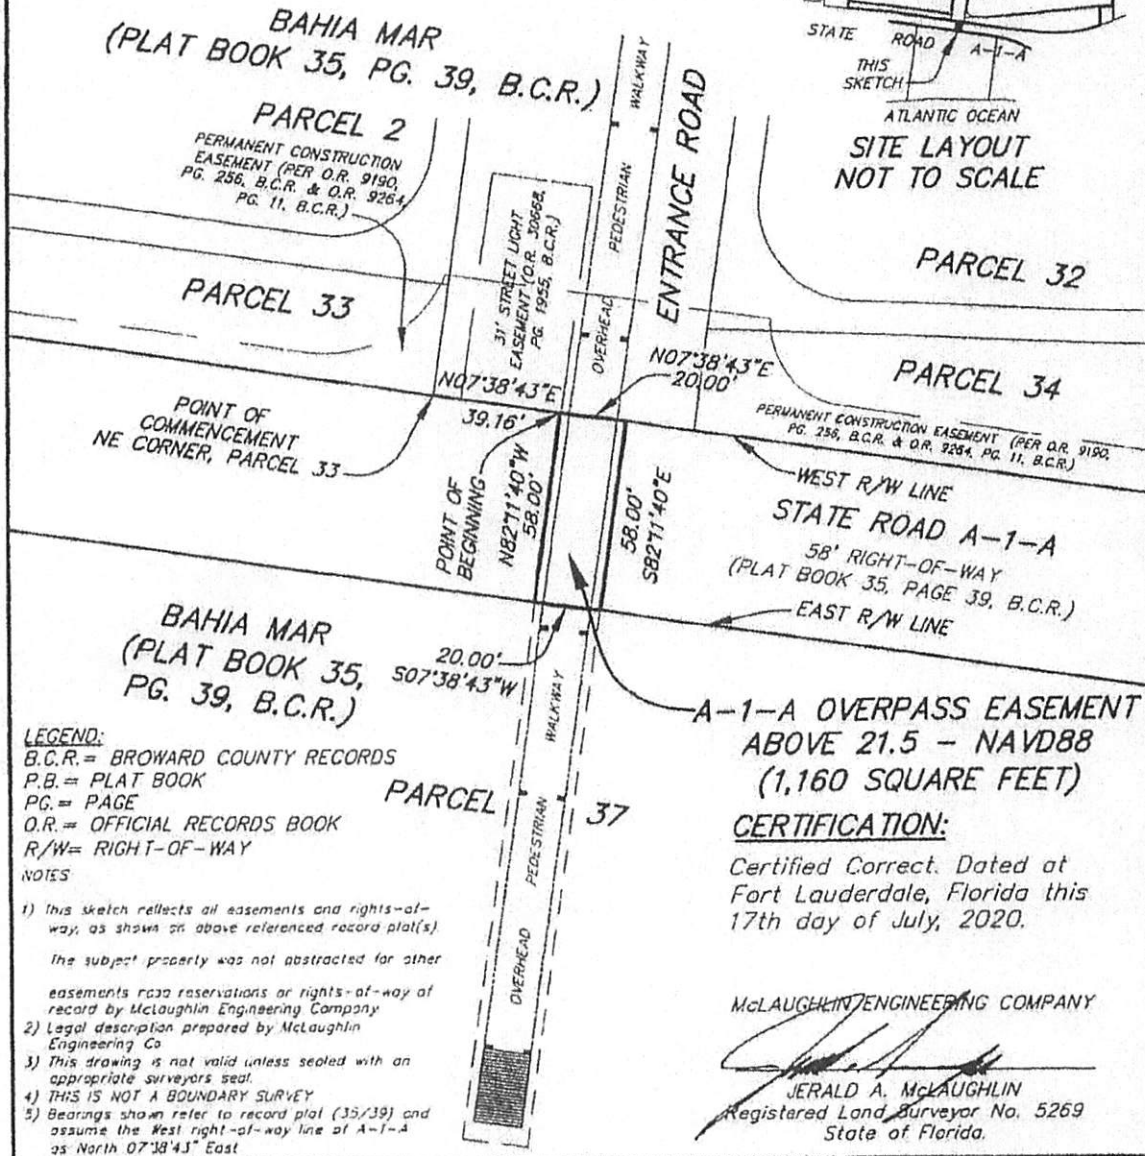 BAHIA MAR
(PLAT BOOK 35, PG. 39, B.C.R.)
PARCEL 2
PERMANENT CONSTRUCTION
EASEMENT (PER O.R. 9190,
PG. 256, B.C.R. & O.R. 9264,
PG. 11, B.C.R.)
PARCEL 33
31' STREET LIGHT
EASEMENT (O.R. 30668,
PG. 1955, B.C.R.)
OVERHEAD PEDESTRIAN WALKWAY
ENTRANCE ROAD
STATE ROAD A-1-A
THIS
SKETCH
ATLANTIC OCEAN
SITE LAYOUT
NOT TO SCALE
PARCEL 32
PARCEL 34
PERMANENT CONSTRUCTION EASEMENT (PER O.R. 9190,
PG. 256, B.C.R. & O.R. 9264, PG. 11, B.C.R.)
N07°38'43"E
20.00'
N07°38'43"E
39.16'
POINT OF
COMMENCEMENT
NE CORNER, PARCEL 33
POINT OF
BEGINNING
N82°11'40"W
58.00'
58.00'
S82°11'40"E
WEST R/W LINE
STATE ROAD A-1-A
58' RIGHT-OF-WAY
(PLAT BOOK 35, PAGE 39, B.C.R.)
EAST R/W LINE
BAHIA MAR
(PLAT BOOK 35,
PG. 39, B.C.R.)
20.00'
S07°38'43"W
A-1-A OVERPASS EASEMENT
ABOVE 21.5 - NAVD88
(1,160 SQUARE FEET)
PARCEL 37
OVERHEAD PEDESTRIAN WALKWAY
LEGEND:
B.C.R.= BROWARD COUNTY RECORDS
P.B.= PLAT BOOK
PG.= PAGE
O.R.= OFFICIAL RECORDS BOOK
R/W= RIGHT-OF-WAY
NOTES
1) This sketch reflects all easements and rights-of-
way, as shown on above referenced record plat(s)
The subject property was not abstracted for other
easements road reservations or rights-of-way of
record by McLaughlin Engineering Company
2) Legal description prepared by McLaughlin
Engineering Co
3) This drawing is not valid unless sealed with an
appropriate surveyors seal.
4) THIS IS NOT A BOUNDARY SURVEY
5) Bearings shown refer to record plat (35/39) and
assume the West right-of-way line of A-1-A
as North 07°38'43" East
CERTIFICATION:
Certified Correct. Dated at
Fort Lauderdale, Florida this
17th day of July, 2020.
McLAUGHLIN ENGINEERING COMPANY
JERALD A. McLAUGHLIN
Registered Land Surveyor No. 5269
State of Florida.